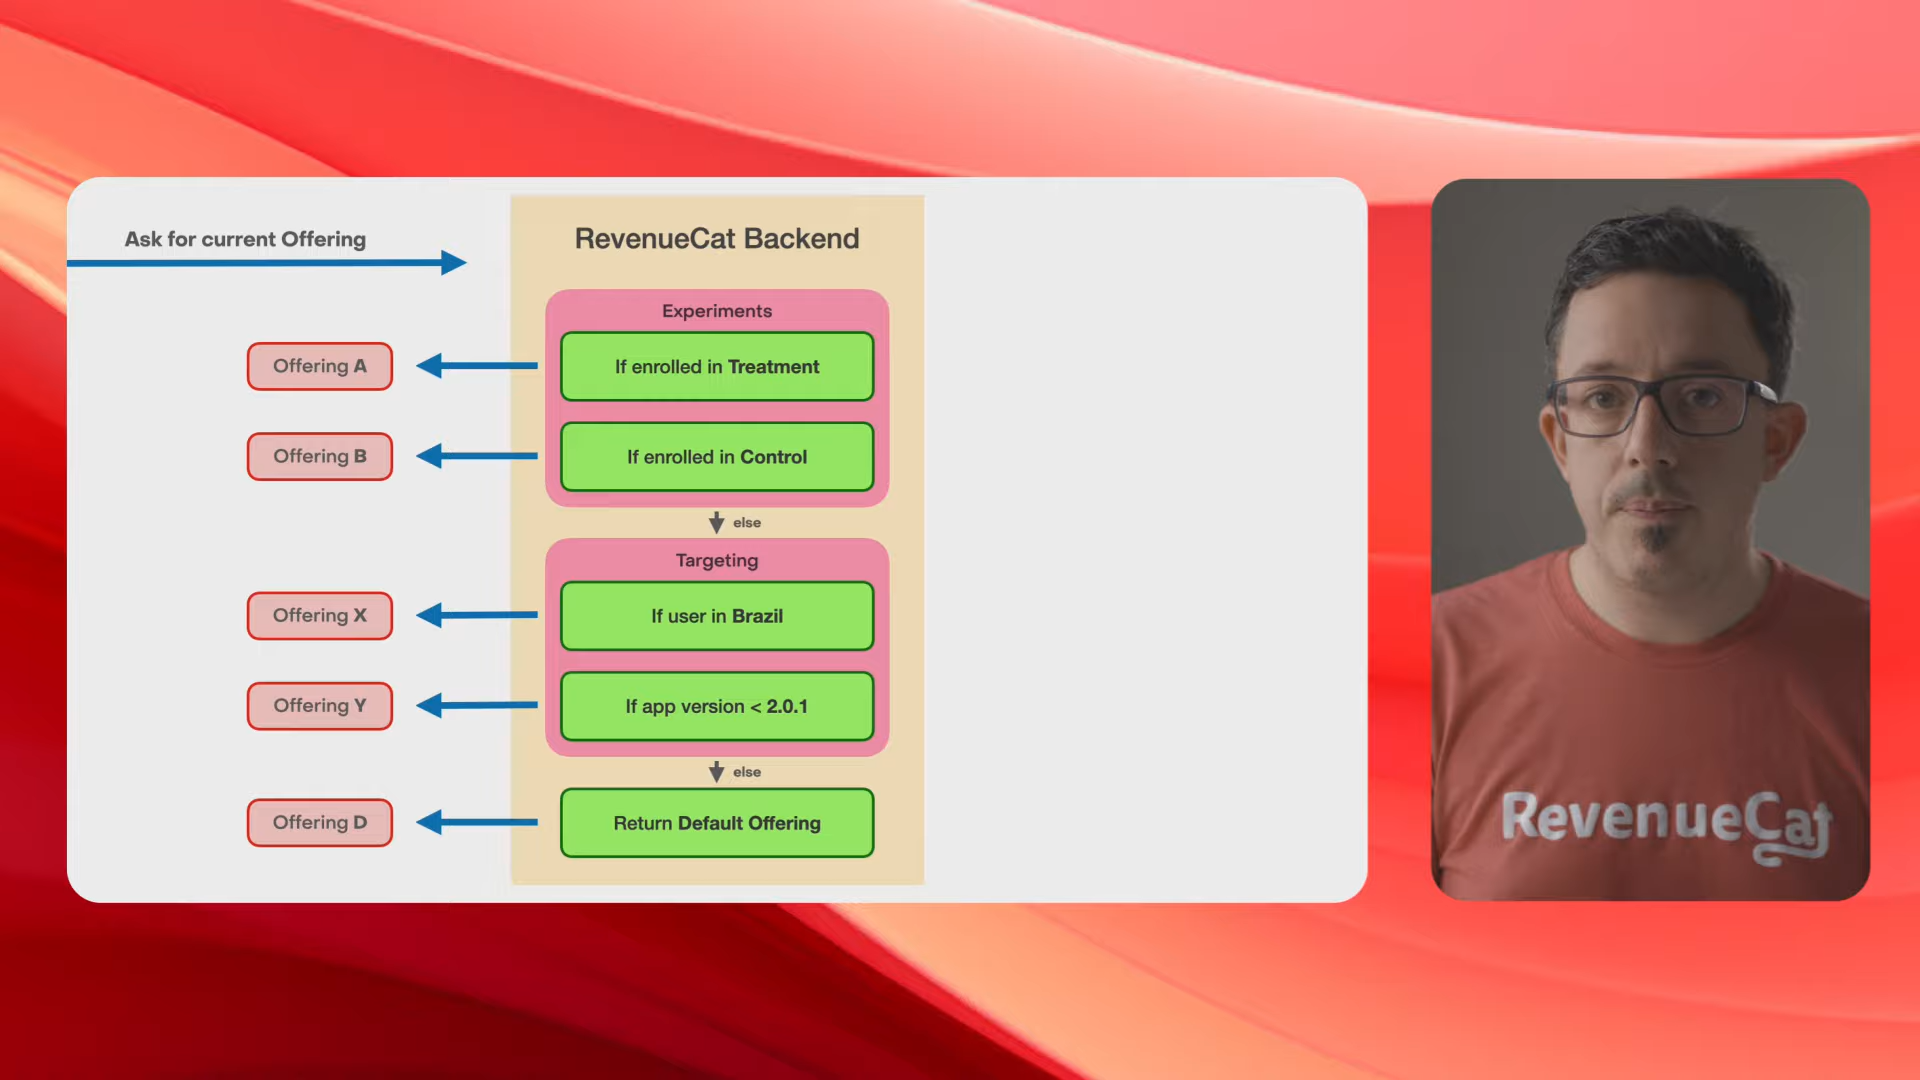 Ask for current Offering
RevenueCat Backend
Experiments
Offering A
If enrolled in Treatment
Offering B
If enrolled in Control
else
Targeting
Offering X
If user in Brazil
Offering Y
If app version < 2.0.1
else
Offering D
Return Default Offering
RevenueCat